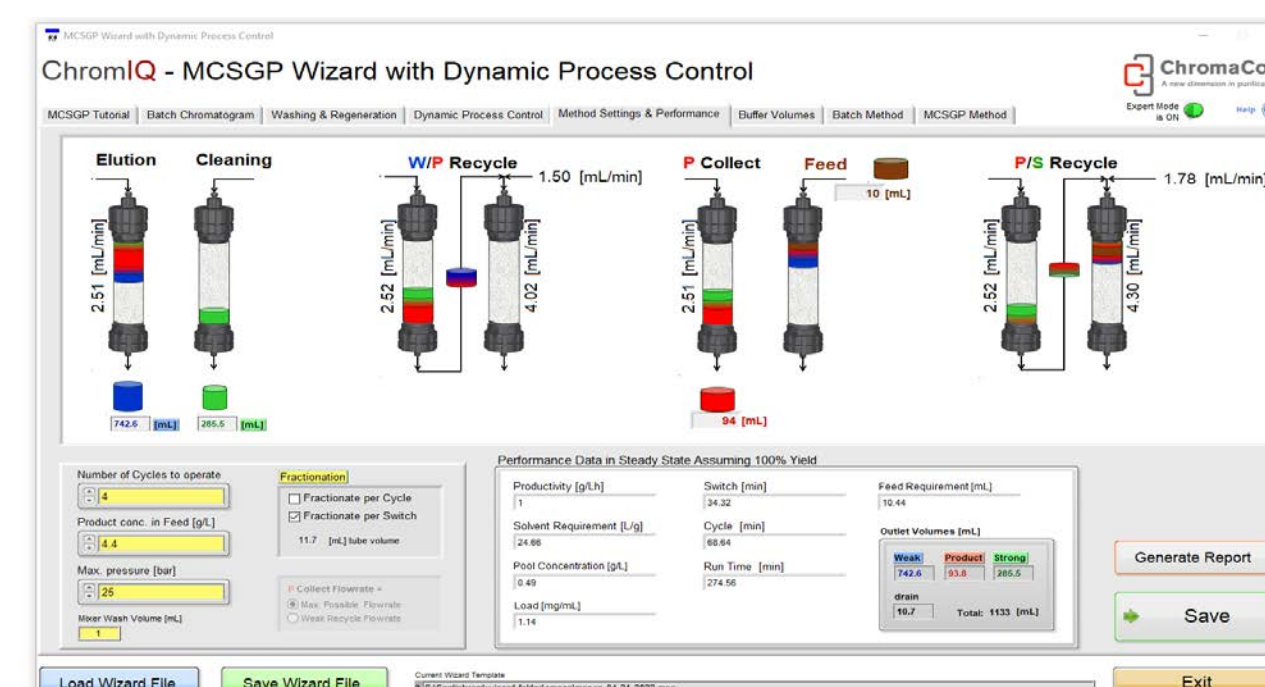 MCSGP Wizard with Dynamic Process Control
ChromIQ - MCSGP Wizard with Dynamic Process Control
ChromaCo
A new dimension in purifica
MCSGP Tutorial Batch Chromatogram Washing & Regeneration Dynamic Process Control Method Settings & Performance Buffer Volumes Batch Method MCSGP Method
Expert Mode
is ON
Help
Elution Cleaning W/P Recycle P Collect Feed P/S Recycle
1.50 [mL/min]
1.78 [mL/min]
10 [mL]
2.51 [mL/min]
2.52 [mL/min]
4.02 [mL/min]
2.51 [mL/min]
2.52 [mL/min]
4.30 [mL/min]
742.6 [mL] 285.5 [mL]
94 [mL]
Number of Cycles to operate
4
Product conc. in Feed [g/L]
4.4
Max. pressure [bar]
25
Mixer Wash Volume [mL]
1
Fractionation
Fractionate per Cycle
Fractionate per Switch
11.7 [mL] tube volume
P Collect Flowrate =
Max. Possible Flowrate
Weak Recycle Flowrate
Performance Data in Steady State Assuming 100% Yield
Productivity [g/Lh]
1
Solvent Requirement [L/g]
24.66
Pool Concentration [g/L]
0.49
Load [mg/mL]
1.14
Switch [min]
34.32
Cycle [min]
68.64
Run Time [min]
274.56
Feed Requirement [mL]
10.44
Outlet Volumes [mL]
Weak Product Strong
742.6 93.8 285.5
drain
10.7 Total: 1133 [mL]
Generate Report
Save
Load Wizard File
Save Wizard File
Current Wizard Template
Exit